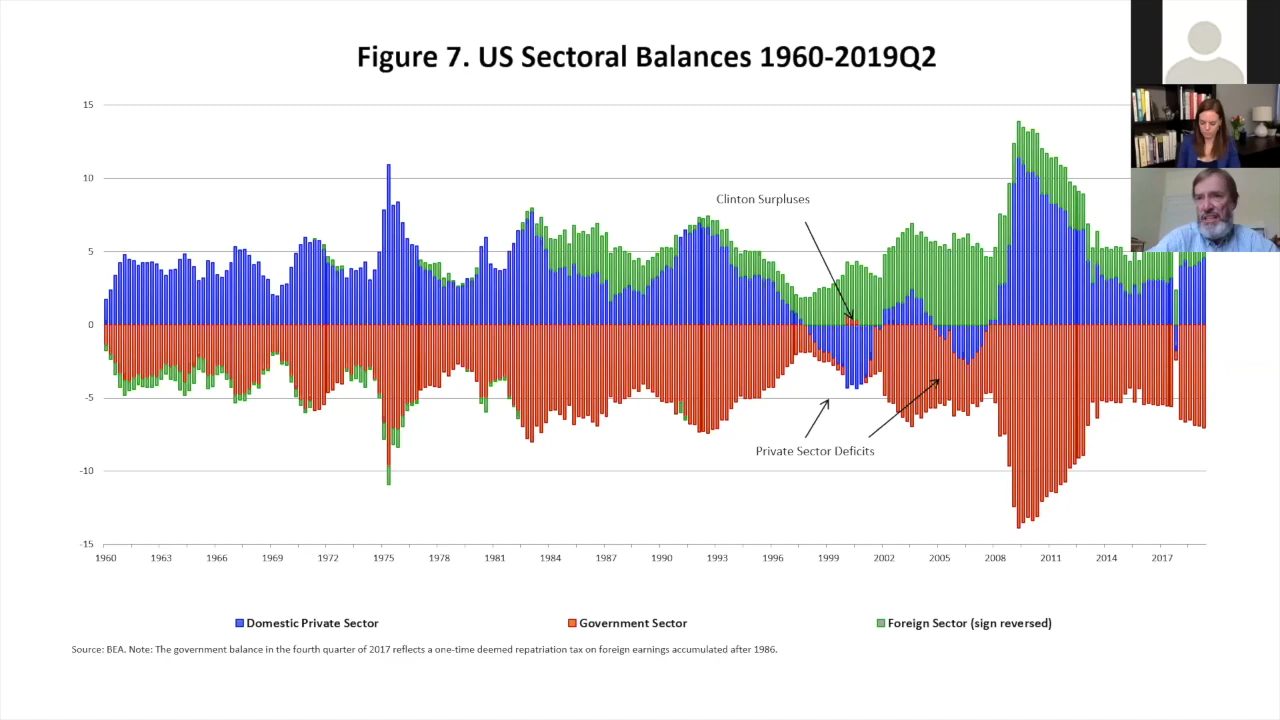 Figure 7. US Sectoral Balances 1960-2019Q2
15
10
5
0
-5
-10
-15
Clinton Surpluses
Private Sector Deficits
1960 1963 1966 1969 1972 1975 1978 1981 1984 1987 1990 1993 1996 1999 2002 2005 2008 2011 2014 2017
Domestic Private Sector Government Sector Foreign Sector (sign reversed)
Source: BEA. Note: The government balance in the fourth quarter of 2017 reflects a one-time deemed repatriation tax on foreign earnings accumulated after 1986.